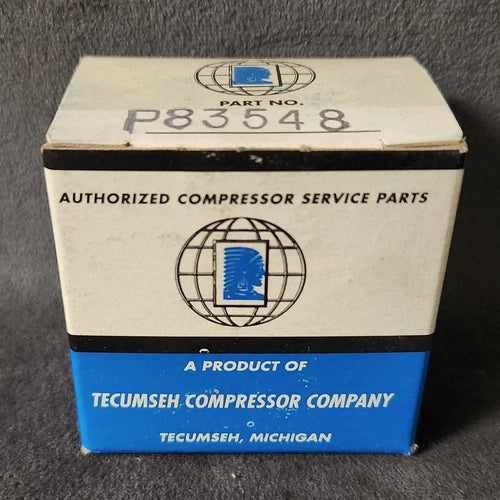 PART NO.
P83548
AUTHORIZED COMPRESSOR SERVICE PARTS
A PRODUCT OF
TECUMSEH COMPRESSOR COMPANY
TECUMSEH, MICHIGAN